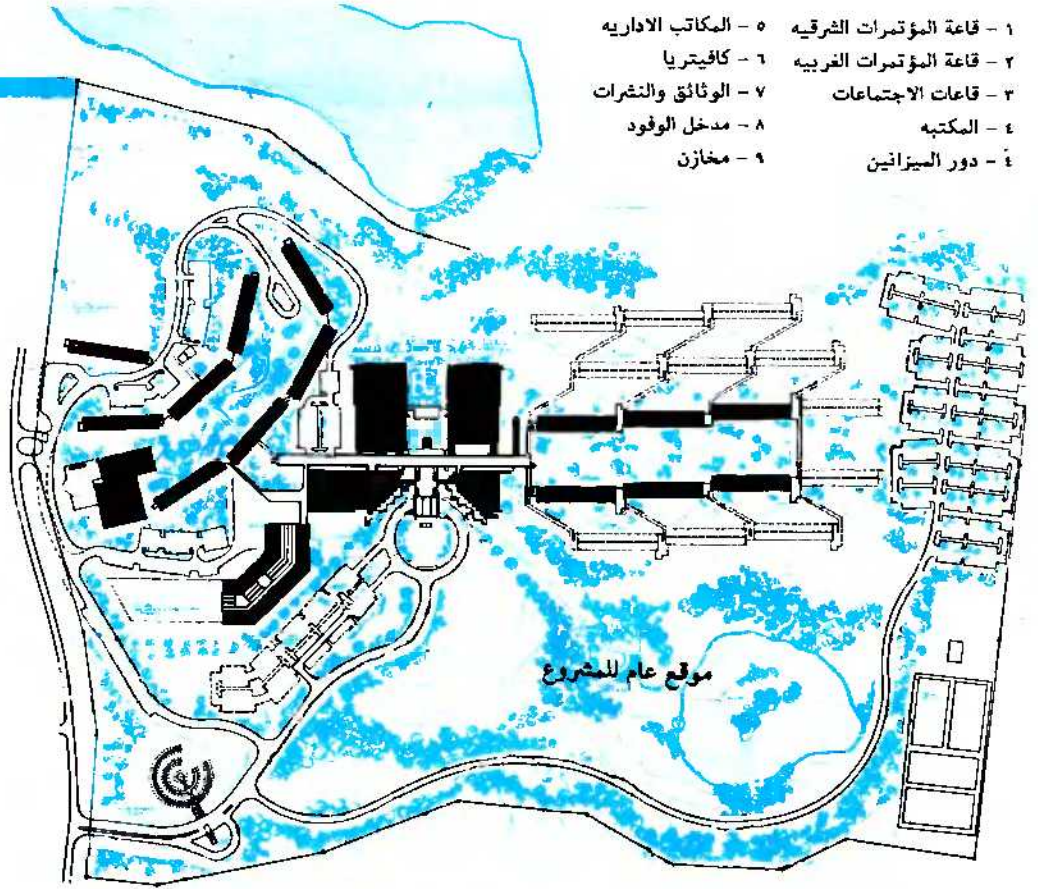 ١ - قاعة المؤتمرات الشرقيه
٢ - قاعة المؤتمرات الغربيه
٣ - قاعات الاجتماعات
٤ - المكتبه
٤ - دور الميزانين
٥ - المكاتب الاداريه
٦ - كافيتريا
٧ - الوثائق والنشرات
٨ - مدخل الوفود
٩ - مخازن
موقع عام للمشروع